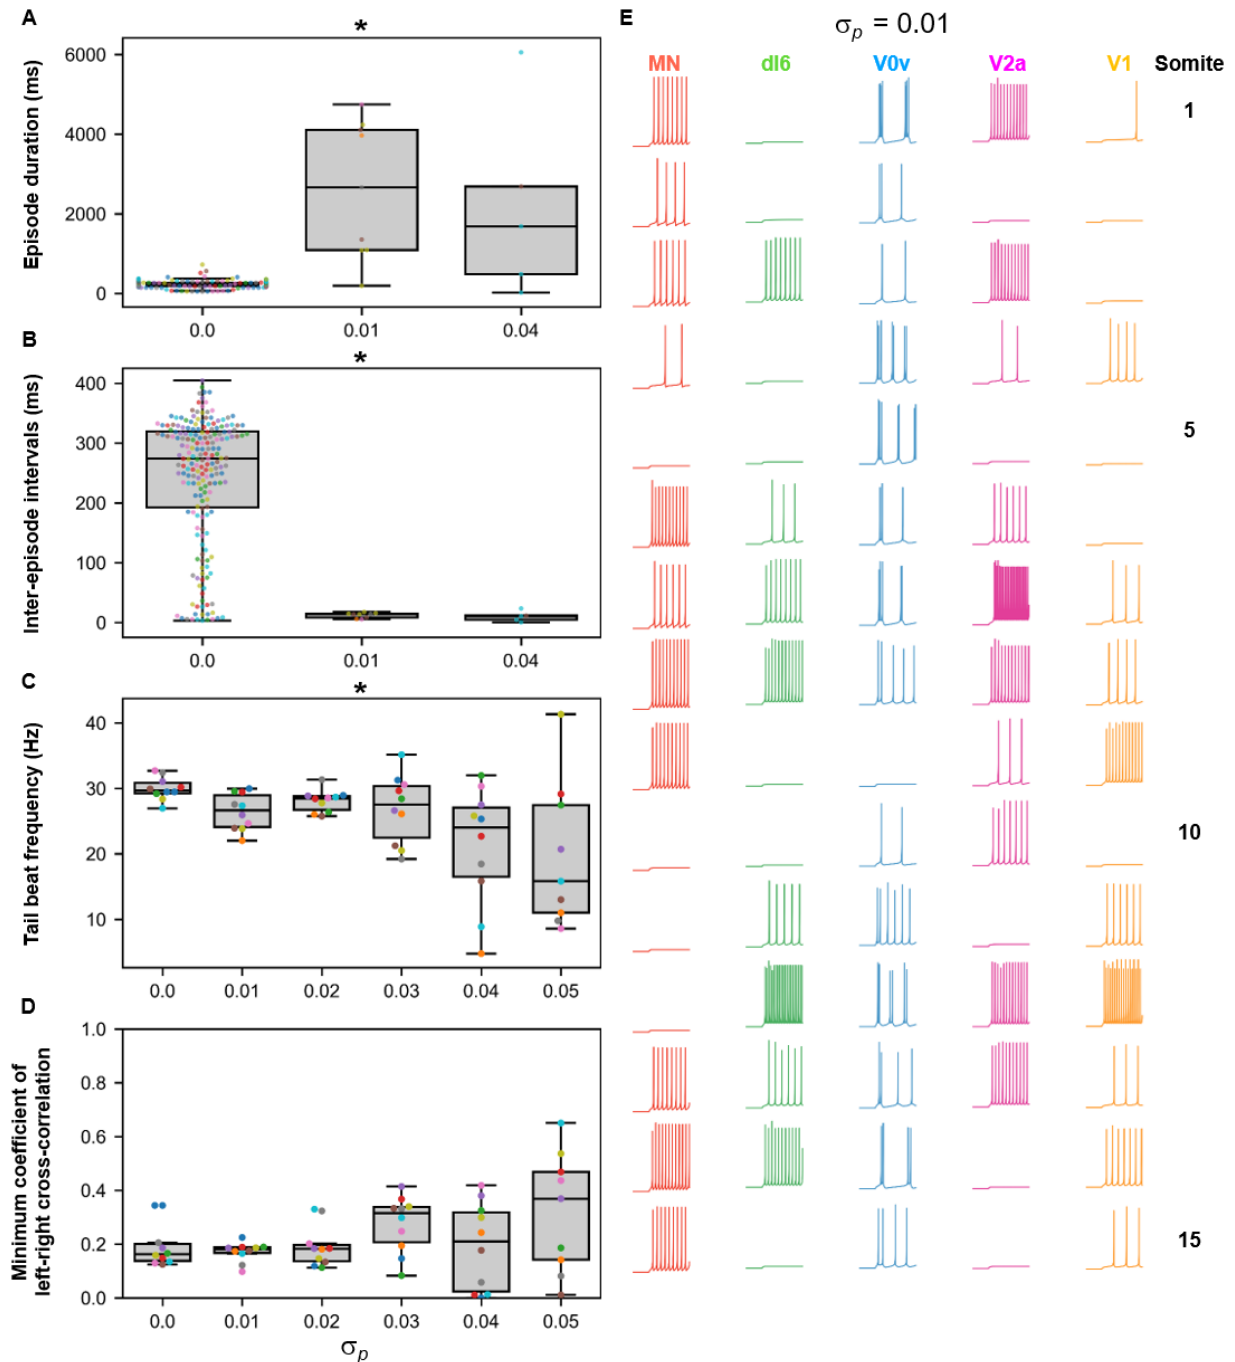 A
*
Episode duration (ms)
6000
4000
2000
0
0.0 0.01 0.04
B
*
Inter-episode intervals (ms)
400
300
200
100
0
0.0 0.01 0.04
C
*
Tail beat frequency (Hz)
40
30
20
10
0.0 0.01 0.02 0.03 0.04 0.05
D
Minimum coefficient of
left-right cross-correlation
1.0
0.8
0.6
0.4
0.2
0.0
0.0 0.01 0.02 0.03 0.04 0.05
σp
E
σp = 0.01
MN dI6 V0v V2a V1 Somite
1
5
10
15